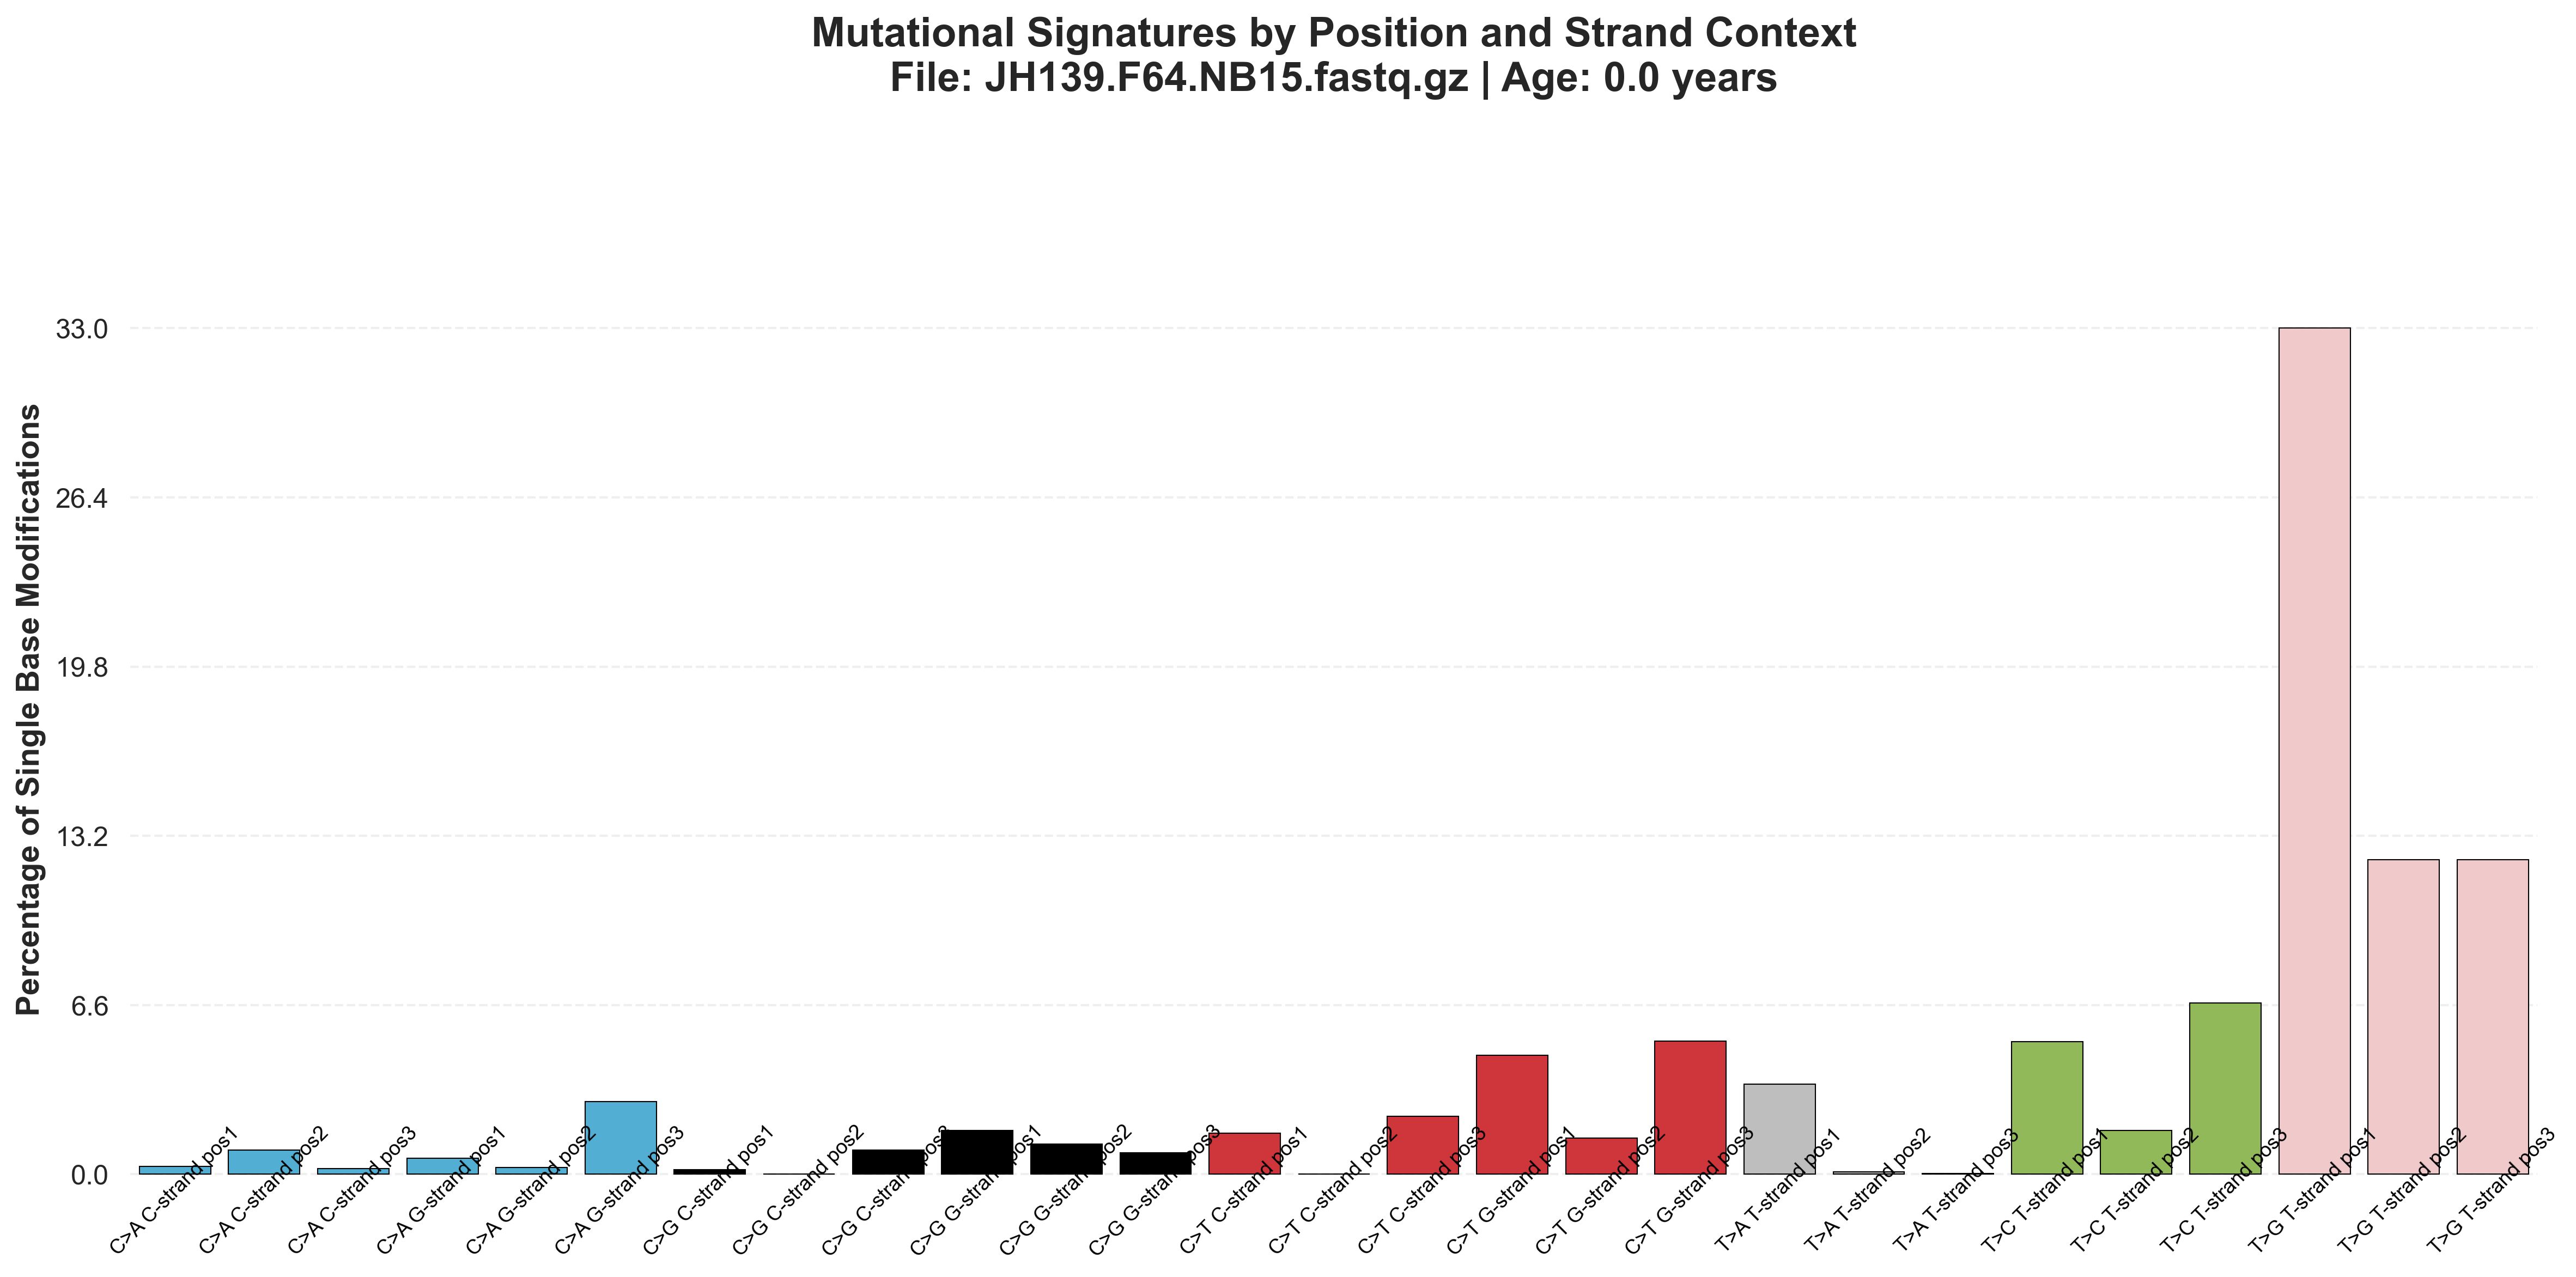 Mutational Signatures by Position and Strand Context
File: JH139.F64.NB15.fastq.gz | Age: 0.0 years
Percentage of Single Base Modifications
33.0
26.4
19.8
13.2
6.6
0.0
C>A C-strand pos1
C>A C-strand pos2
C>A C-strand pos3
C>A G-strand pos1
C>A G-strand pos2
C>A G-strand pos3
C>G C-strand pos1
C>G C-strand pos2
C>G C-strand pos3
C>G G-strand pos1
C>G G-strand pos2
C>G G-strand pos3
C>T C-strand pos1
C>T C-strand pos2
C>T C-strand pos3
C>T G-strand pos1
C>T G-strand pos2
C>T G-strand pos3
T>A T-strand pos1
T>A T-strand pos2
T>A T-strand pos3
T>C T-strand pos1
T>C T-strand pos2
T>C T-strand pos3
T>G T-strand pos1
T>G T-strand pos2
T>G T-strand pos3